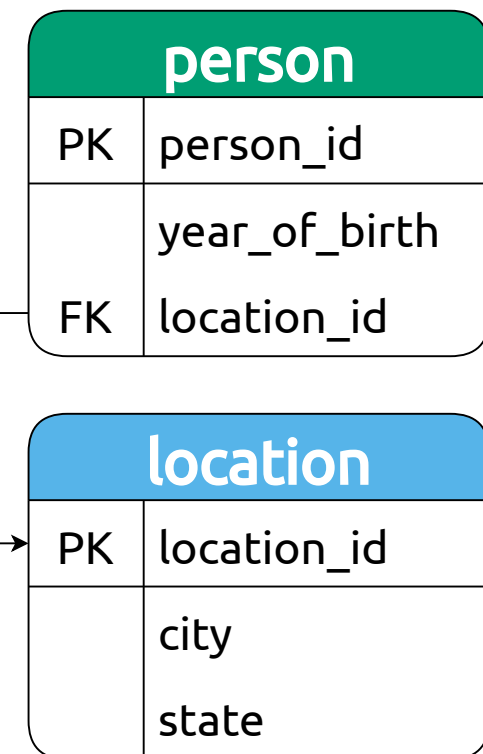 person
PK person_id
year_of_birth
FK location_id
location
PK location_id
city
state